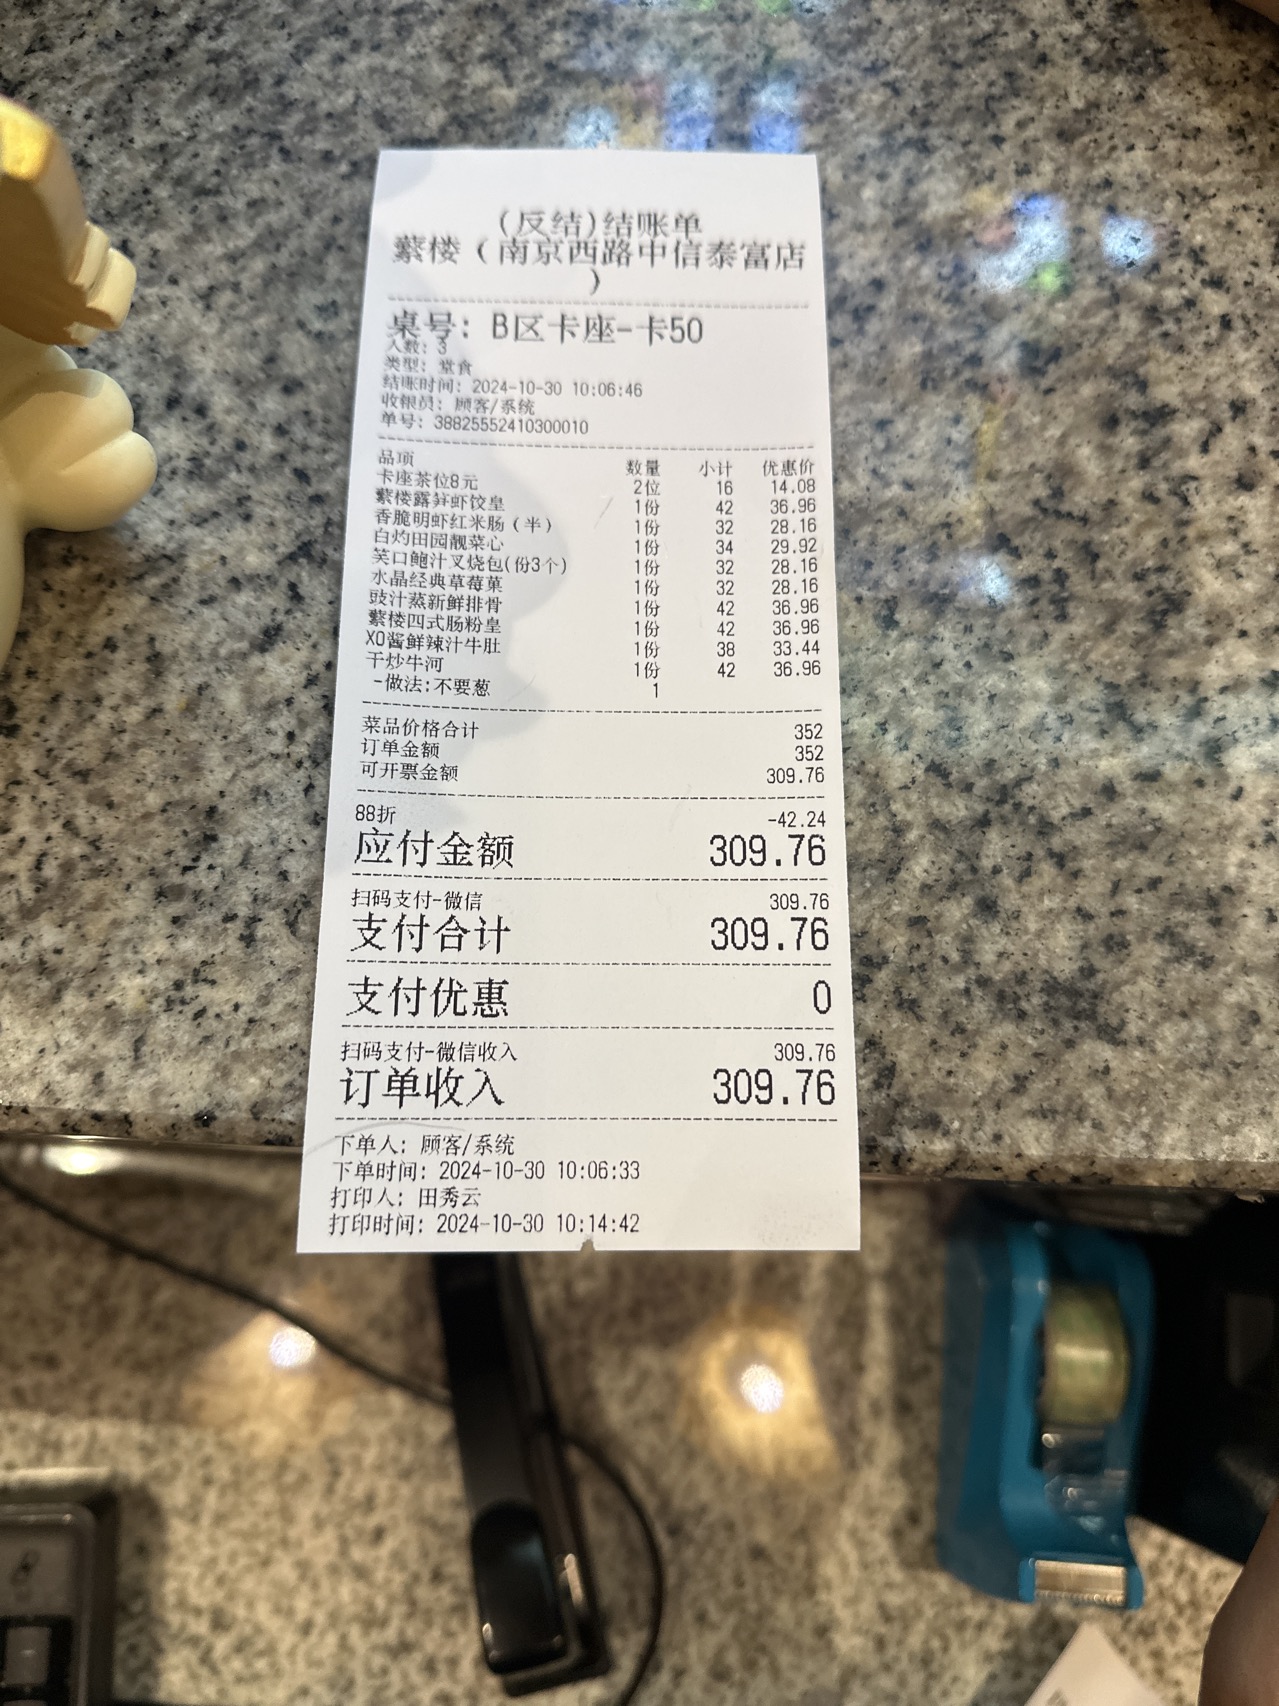 (反结)结账单
蘩楼（南京西路中信泰富店
）
桌号: B区卡座-卡50
人数: 3
类型: 堂食
结账时间: 2024-10-30 10:06:46
收银员: 顾客/系统
单号: 38825552410300010
品项 数量 小计 优惠价
卡座茶位8元 2位 16 14.08
蘩楼露笋虾饺皇 1份 42 36.96
香脆明虾红米肠（半） 1份 32 28.16
白灼田园靓菜心 1份 34 29.92
笑口鲍汁叉烧包(份3个) 1份 32 28.16
水晶经典草莓菓 1份 32 28.16
豉汁蒸新鲜排骨 1份 42 36.96
蘩楼四式肠粉皇 1份 42 36.96
XO酱鲜辣汁牛肚 1份 38 33.44
干炒牛河 1份 42 36.96
-做法:不要葱 1
菜品价格合计 352
订单金额 352
可开票金额 309.76
88折 -42.24
应付金额 309.76
扫码支付-微信 309.76
支付合计 309.76
支付优惠 0
扫码支付-微信收入 309.76
订单收入 309.76
下单人: 顾客/系统
下单时间: 2024-10-30 10:06:33
打印人: 田秀云
打印时间: 2024-10-30 10:14:42